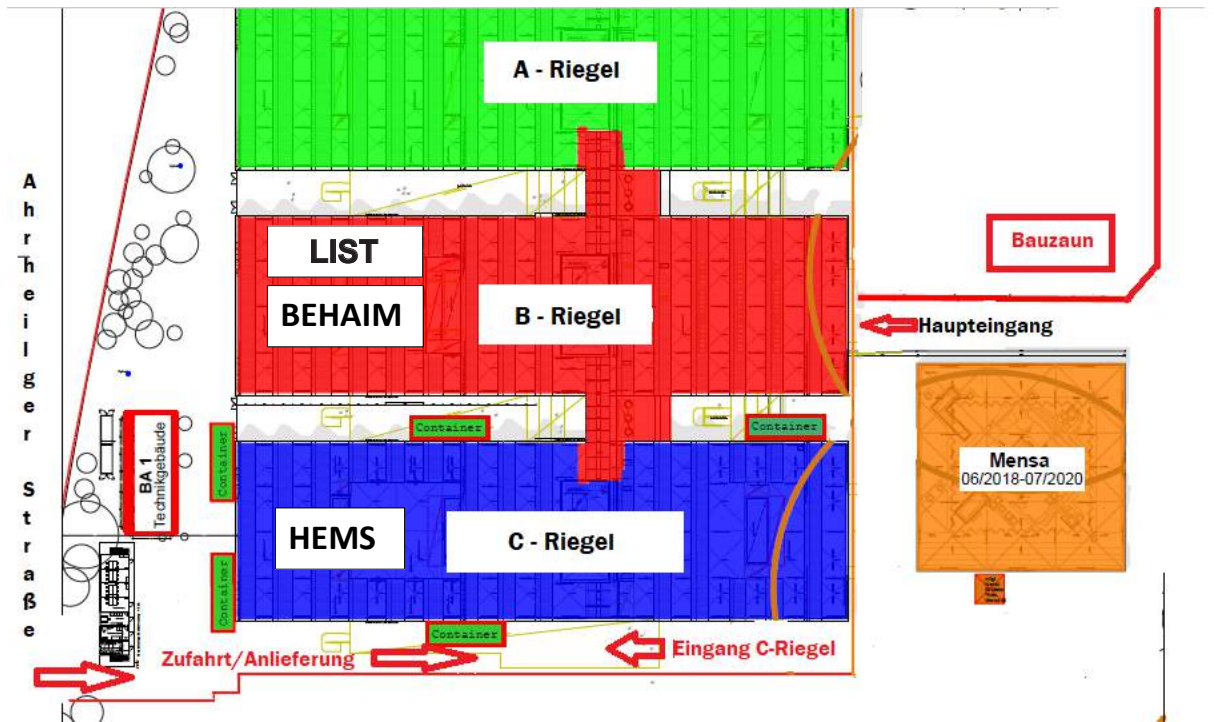 A - Riegel
Ahrheilger Straße
LIST
BEHAIM
B - Riegel
Bauzaun
Haupteingang
Container
Container
Container
Container
Container
BA 1
Technikgebäude
Mensa
06/2018-07/2020
HEMS
C - Riegel
Zufahrt/Anlieferung
Eingang C-Riegel